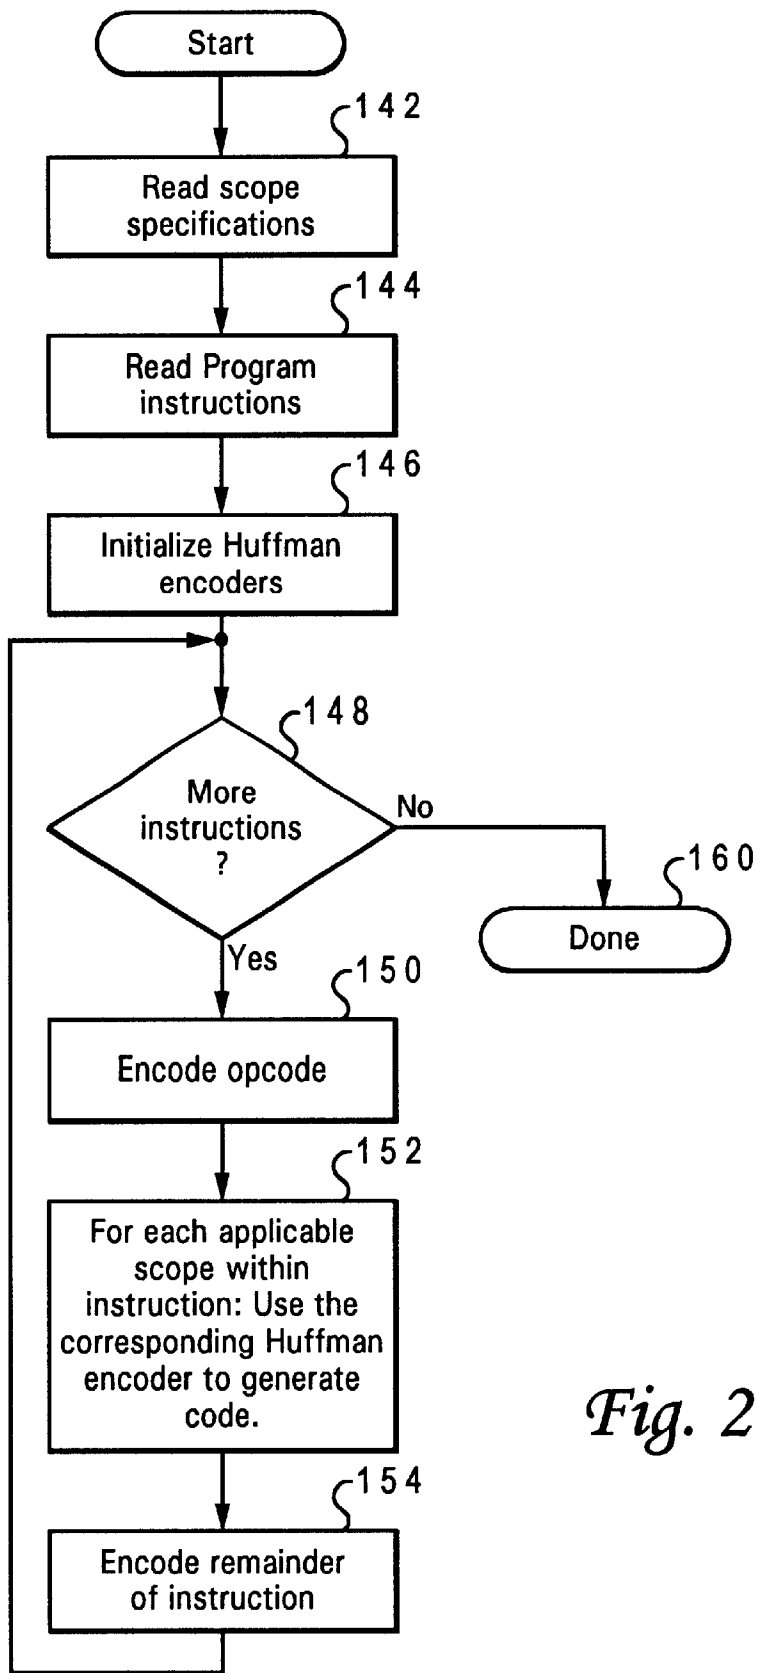 Start
142
Read scope
specifications
144
Read Program
instructions
146
Initialize Huffman
encoders
148
More
instructions
?
No
160
Done
Yes
150
Encode opcode
152
For each applicable
scope within
instruction: Use the
corresponding Huffman
encoder to generate
code.
Fig. 2
154
Encode remainder
of instruction